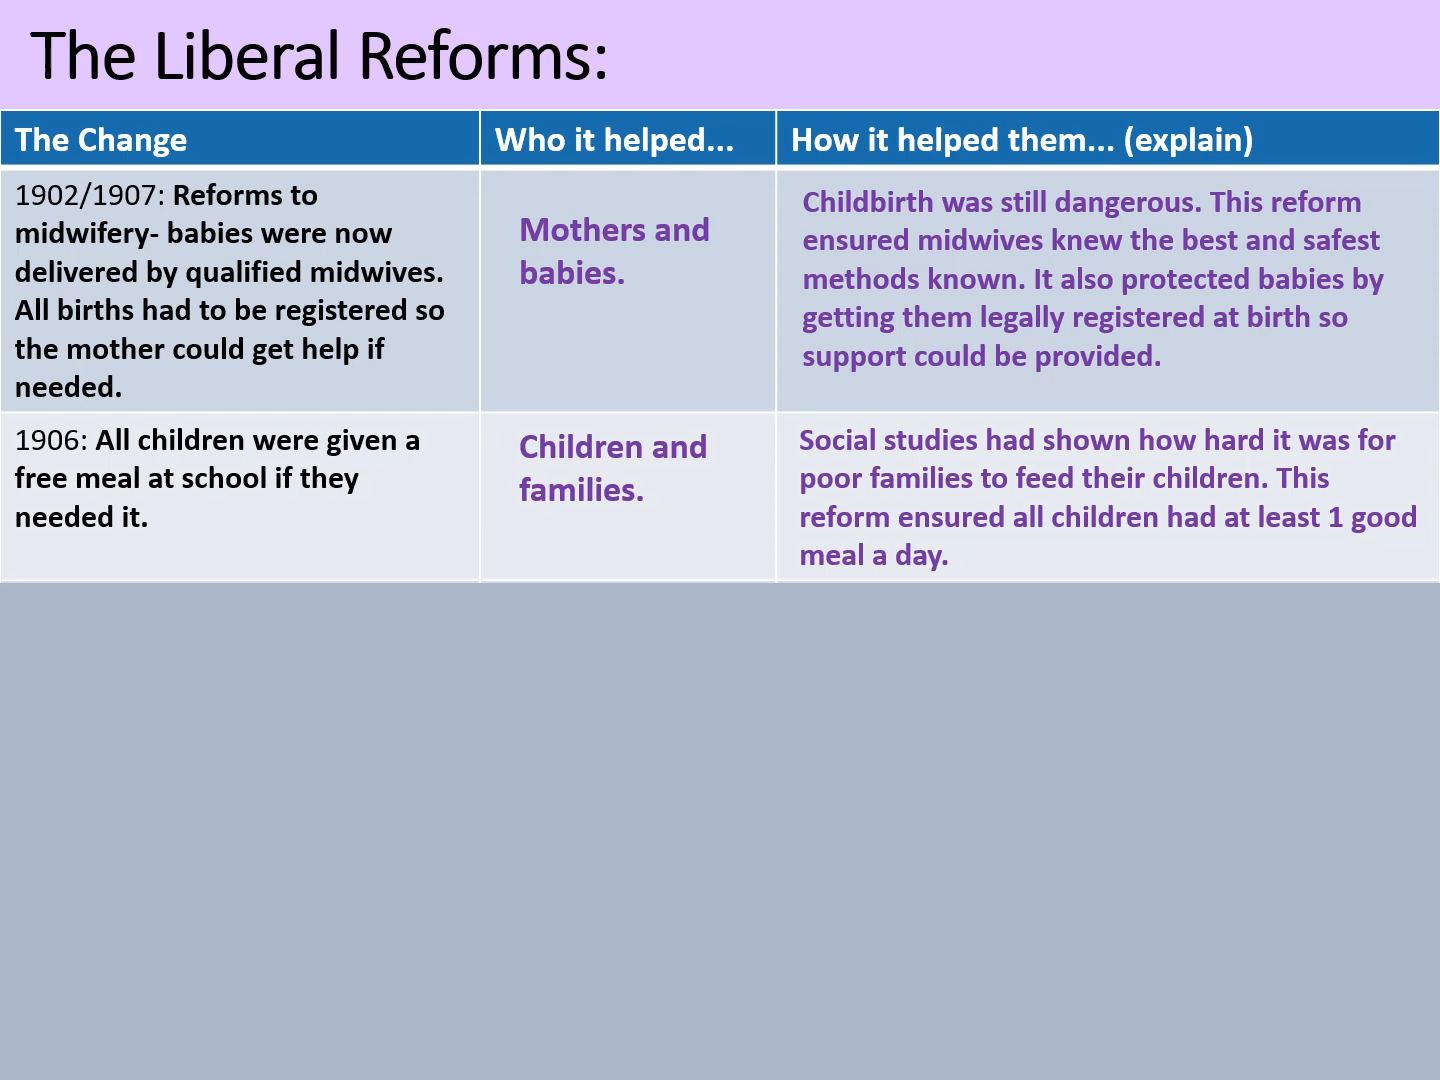 The Liberal Reforms:
The Change
Who it helped...
How it helped them... (explain)
1902/1907: Reforms to
midwifery- babies were now
delivered by qualified midwives.
All births had to be registered so
the mother could get help if
needed.
Mothers and
babies.
Childbirth was still dangerous. This reform
ensured midwives knew the best and safest
methods known. It also protected babies by
getting them legally registered at birth so
support could be provided.
1906: All children were given a
free meal at school if they
needed it.
Children and
families.
Social studies had shown how hard it was for
poor families to feed their children. This
reform ensured all children had at least 1 good
meal a day.